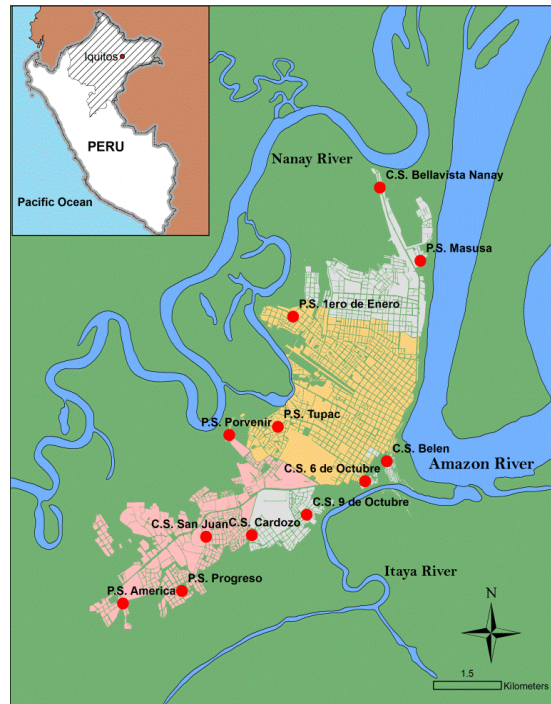 Iquitos
PERU
Pacific Ocean
Nanay River
C.S. Bellavista Nanay
P.S. Masusa
P.S. 1ero de Enero
P.S. Tupac
P.S. Porvenir
C.S. Belen
Amazon River
C.S. 6 de Octubre
C.S. 9 de Octubre
C.S. San Juan
C.S. Cardozo
Itaya River
P.S. Progreso
P.S. America
N
1.5
Kilometers